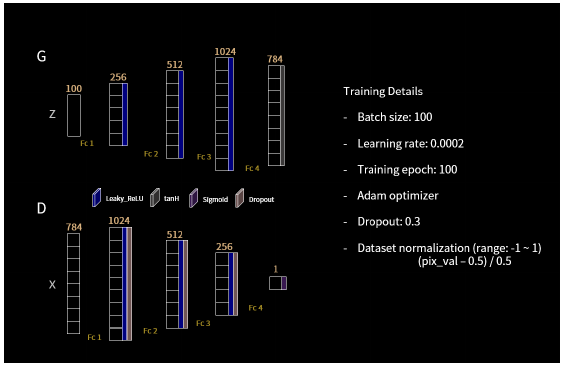 G
100
256
512
1024
784
Z
Fc 1
Fc 2
Fc 3
Fc 4
Leaky_ReLU
tanH
Sigmoid
Dropout
D
784
1024
512
256
1
X
Fc 1
Fc 2
Fc 3
Fc 4
Training Details
- Batch size: 100
- Learning rate: 0.0002
- Training epoch: 100
- Adam optimizer
- Dropout: 0.3
- Dataset normalization (range: -1 ~ 1)
(pix_val – 0.5) / 0.5